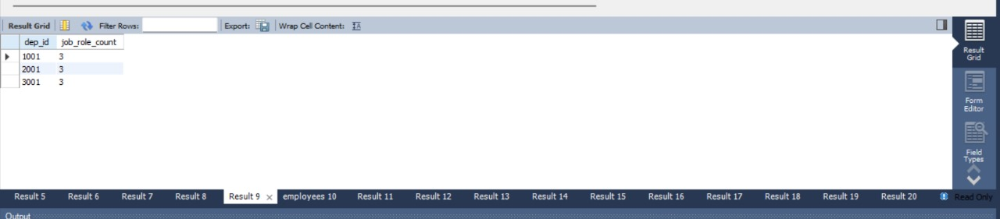 Result Grid Filter Rows: Export: Wrap Cell Content: IA
dep_id job_role_count
1001 3
2001 3
3001 3
Result
Grid
Form
Editor
Field
Types
Result 5 Result 6 Result 7 Result 8 Result 9 × employees 10 Result 11 Result 12 Result 13 Result 14 Result 15 Result 16 Result 17 Result 18 Result 19 Result 20 Read Only
Output